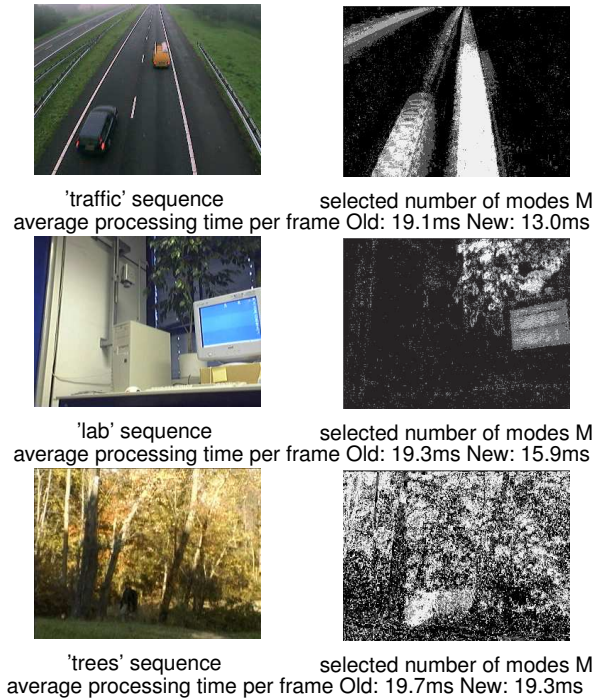 'traffic' sequence
selected number of modes M
average processing time per frame Old: 19.1ms New: 13.0ms
'lab' sequence
selected number of modes M
average processing time per frame Old: 19.3ms New: 15.9ms
'trees' sequence
selected number of modes M
average processing time per frame Old: 19.7ms New: 19.3ms